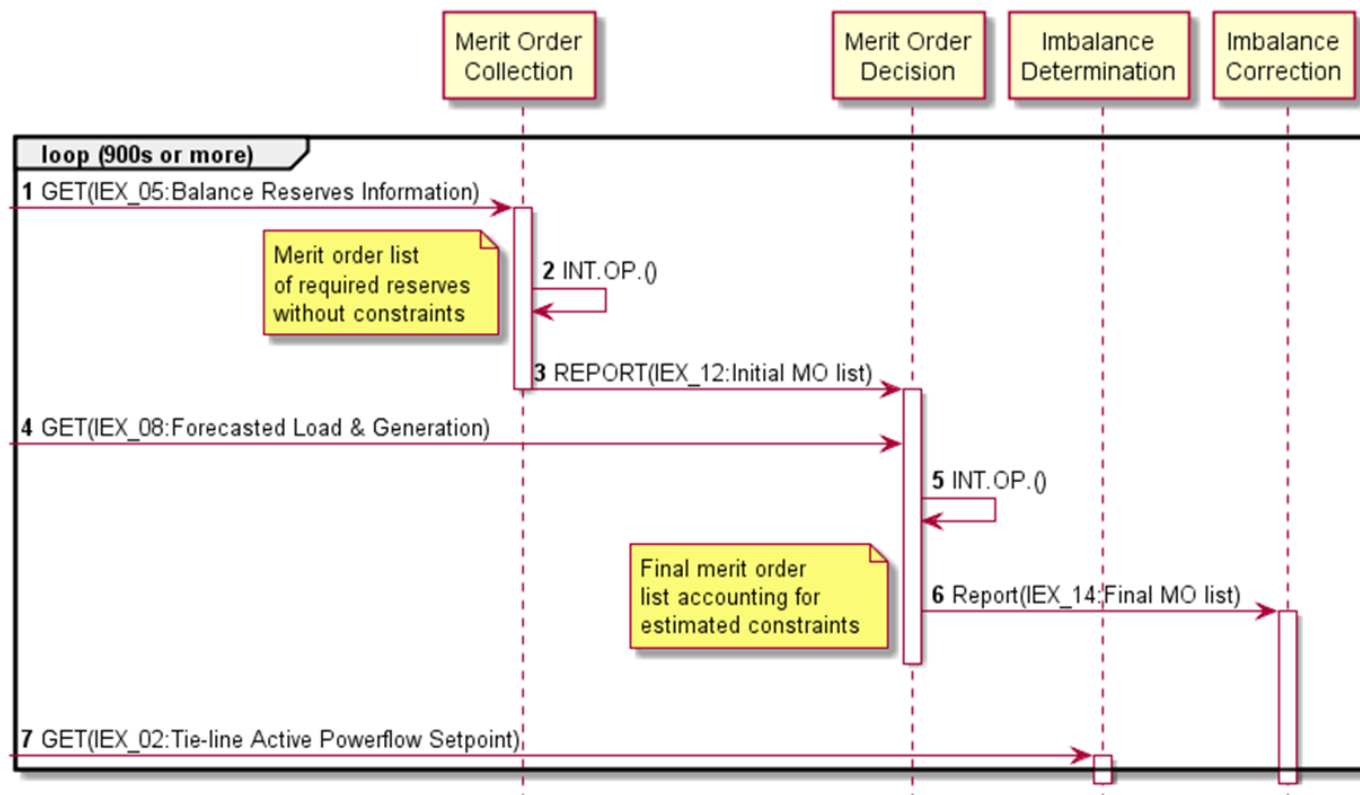 Merit Order
Collection
Merit Order
Decision
Imbalance
Determination
Imbalance
Correction
loop (900s or more)
1 GET(IEX_05:Balance Reserves Information)
Merit order list
of required reserves
without constraints
2 INT.OP.()
3 REPORT(IEX_12:Initial MO list)
4 GET(IEX_08:Forecasted Load & Generation)
5 INT.OP.()
Final merit order
list accounting for
estimated constraints
6 Report(IEX_14:Final MO list)
7 GET(IEX_02:Tie-line Active Powerflow Setpoint)